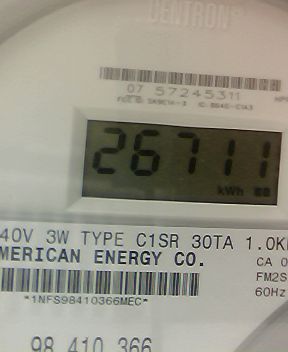 CENTRON®
07 57245311
26711
kWh
40V 3W TYPE C1SR 30TA 1.0K
MERICAN ENERGY CO.
CA 0
FM2S
*1NFS98410366MEC*
60Hz
98 410 366